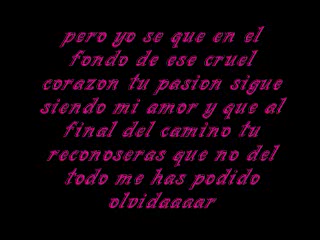 pero yo se que en el
fondo de ese cruel
corazon tu pasion sigue
siendo mi amor y que al
final del camino tu
reconoseras que no del
todo me has podido
olvidaaaar